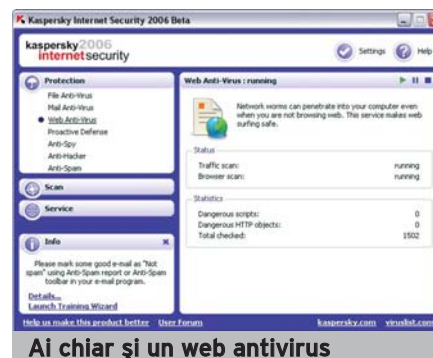 Kaspersky Internet Security 2006 Beta
kaspersky2006
internetsecurity
Settings
Help
Protection
File Anti-Virus
Mail Anti-Virus
Web Anti-Virus
Proactive Defense
Anti-Spy
Anti-Hacker
Anti-Spam
Scan
Service
Info
Please mark some good e-mail as "Not
spam" using Anti-Spam report or Anti-Spam
toolbar in your e-mail program.
Details...
Launch Training Wizard
Web Anti-Virus : running
Network worms can penetrate into your computer even
when you are not browsing web. This service makes web
surfing safe.
Status
Traffic scan: running
Browser scan: running
Statistics
Dangerous scripts: 0
Dangerous HTTP objects: 0
Total checked: 1502
Help us make this product better User Forum kaspersky.com viruslist.com
Ai chiar şi un web antivirus